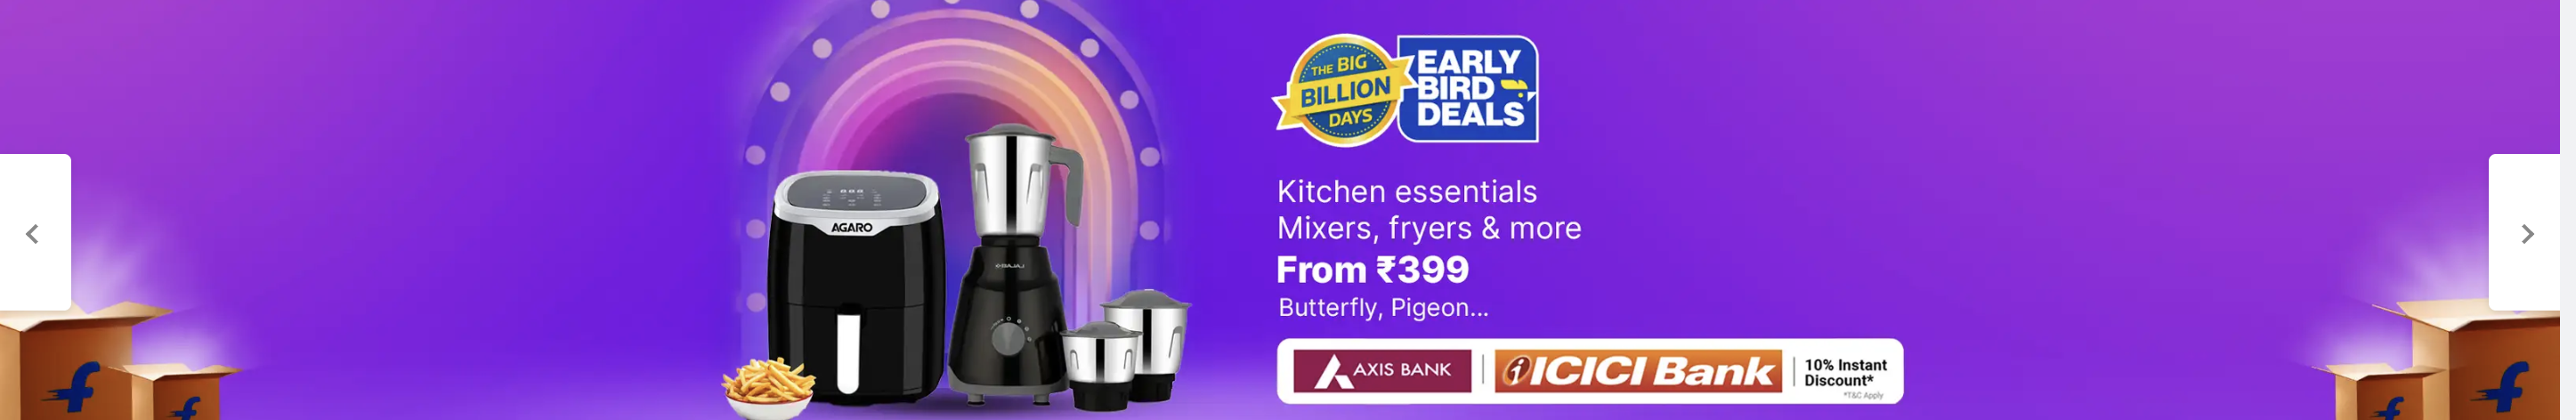 THE BIG
BILLION
DAYS
EARLY
BIRD
DEALS
Kitchen essentials
Mixers, fryers & more
From ₹399
Butterfly, Pigeon...
AGARO
BAJAJ
AXIS BANK
ICICI Bank
10% Instant
Discount*
*T&C Apply